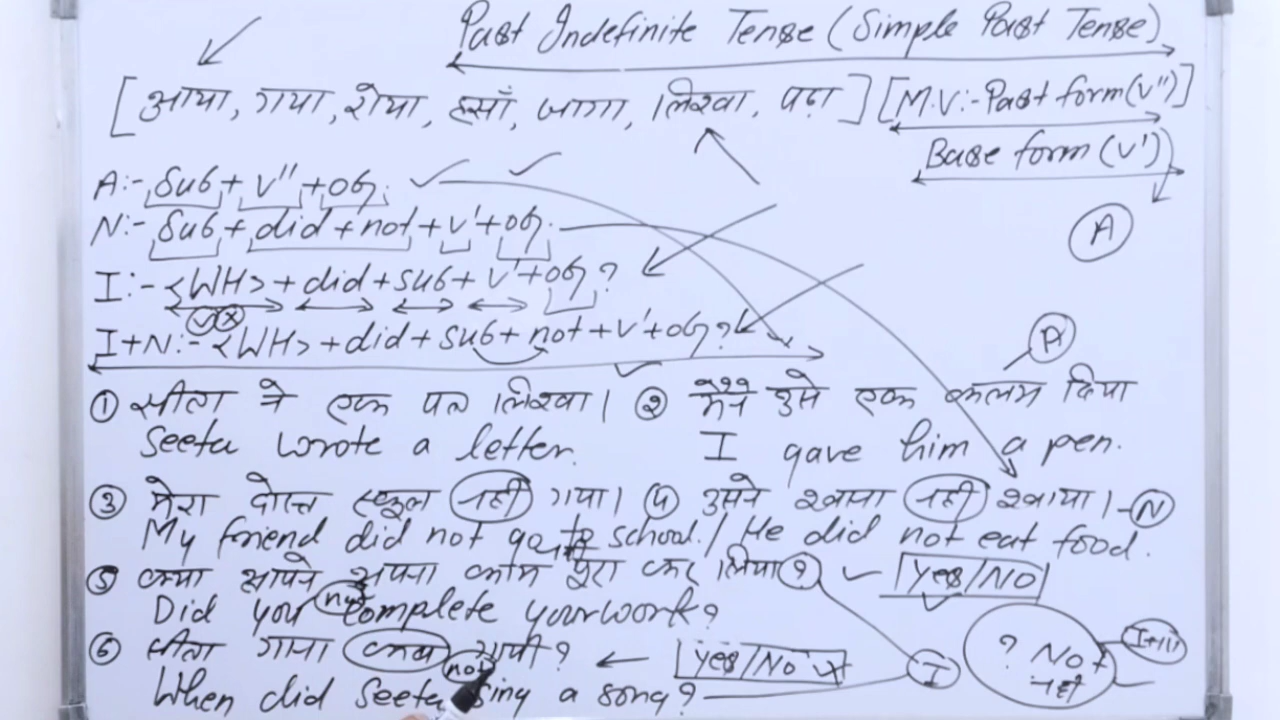 Past Indefinite Tense (Simple Past Tense)
[आया, गया, रोया, हसाँ, जागा, लिखा, पढ़ा] [M.V:- Past form (v'')]
Base form (v')
A:- Sub + v'' + obj.
A
N:- Sub + did + not + v' + obj.
I:- <WH> + did + sub + v' + obj ?
I+N:- <WH> + did + sub + not + v' + obj ?
A
① सीता ने एक पत्र लिखा। ② मैंने उसे एक कलम दिया
Seeta wrote a letter. I gave him a pen.
③ मेरा दोस्त स्कूल नहीं गया। ④ उसने खाना नहीं खाया। - N
My friend did not go to school. / He did not eat food.
⑤ क्या आपने अपना काम पूरा कर लिया? Yes/No
Did you not complete your work?
⑥ सीता गाना कब गायी? Yes/No x I ? Not नहीं I+N
When did Seeta not sing a song?